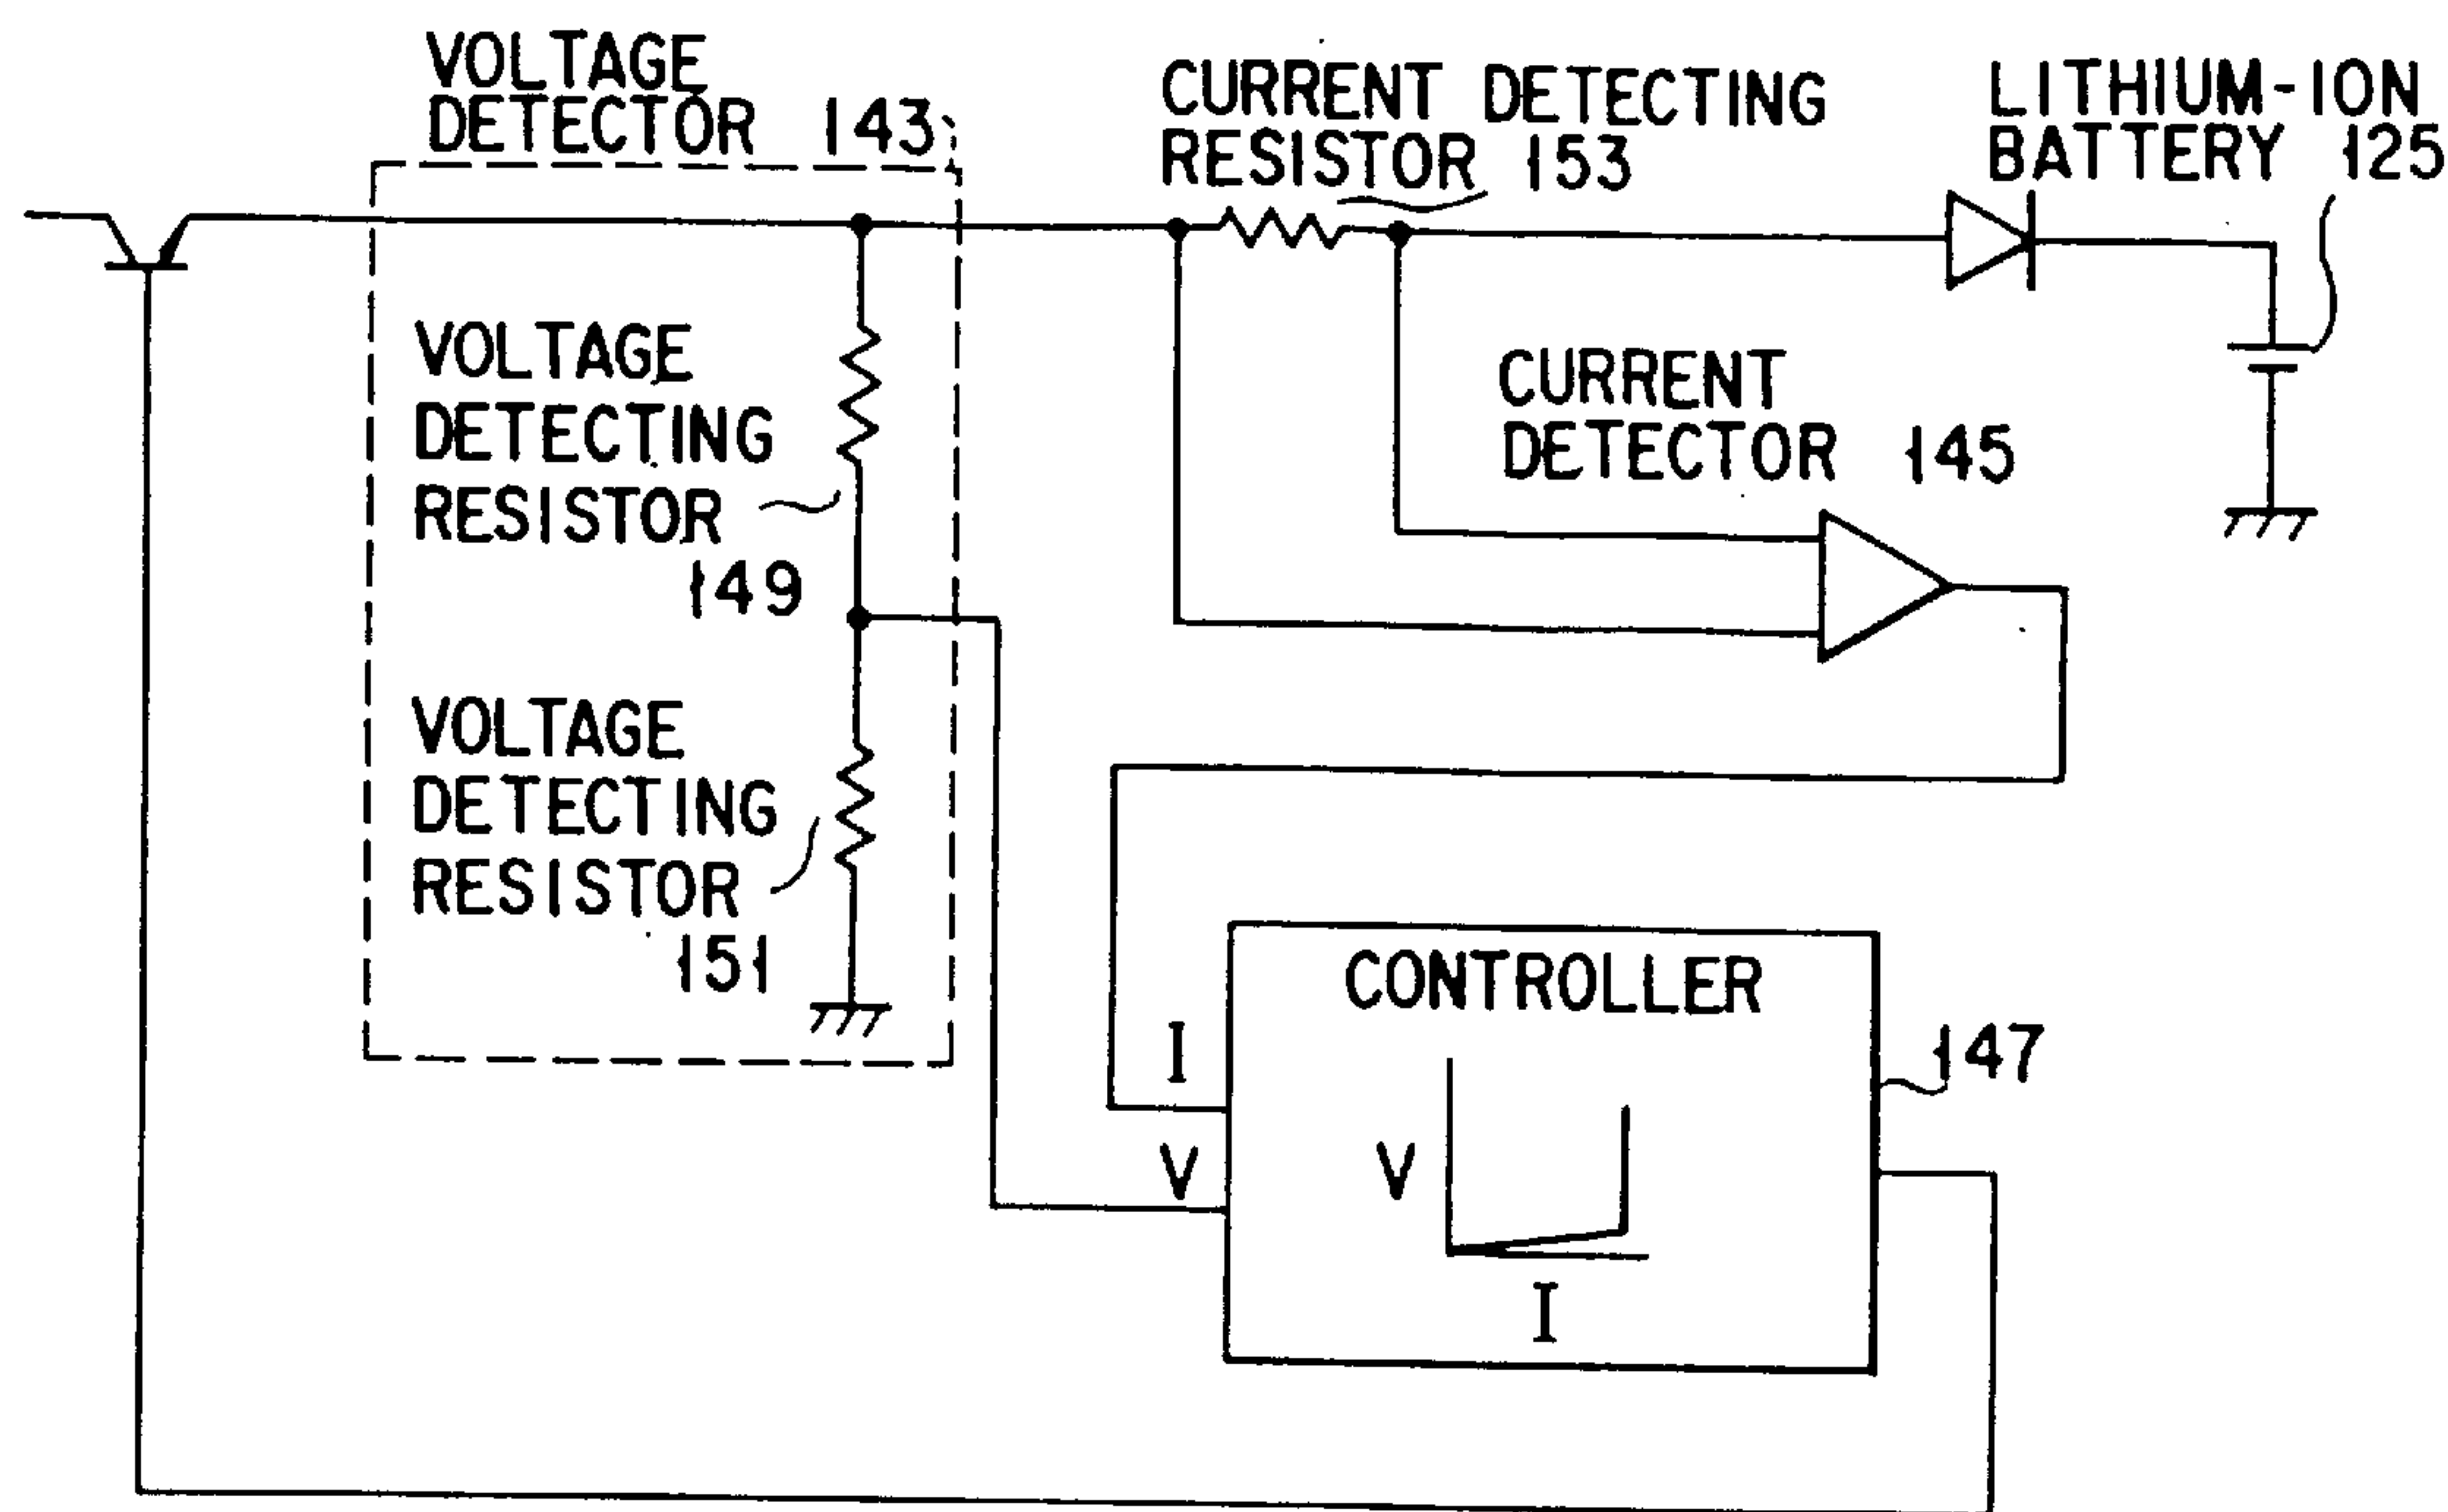 VOLTAGE
DETECTOR 143
CURRENT DETECTING
RESISTOR 153
LITHIUM-ION
BATTERY 125
VOLTAGE
DETECTING
RESISTOR
149
CURRENT
DETECTOR 145
VOLTAGE
DETECTING
RESISTOR
151
CONTROLLER
I
V
V
I
147